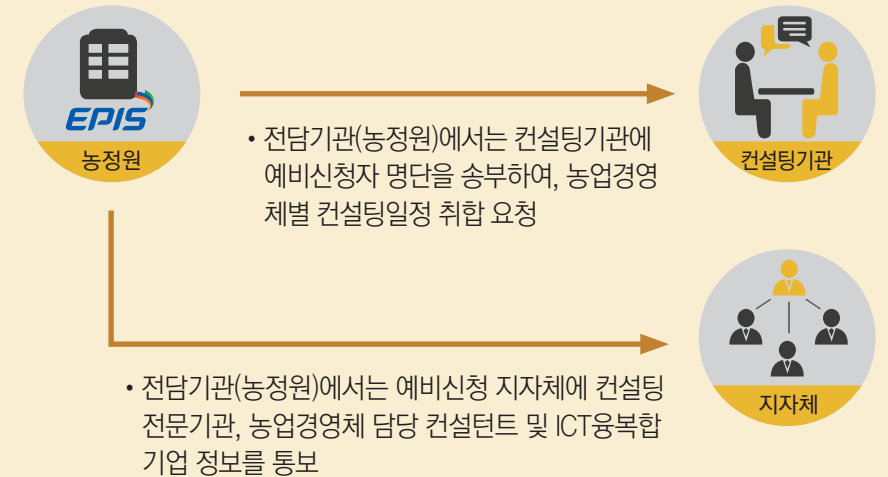 EPIS
농정원
컨설팅기관
• 전담기관(농정원)에서는 컨설팅기관에
예비신청자 명단을 송부하여, 농업경영
체별 컨설팅일정 취합 요청
지자체
• 전담기관(농정원)에서는 예비신청 지자체에 컨설팅
전문기관, 농업경영체 담당 컨설턴트 및 ICT융복합
기업 정보를 통보